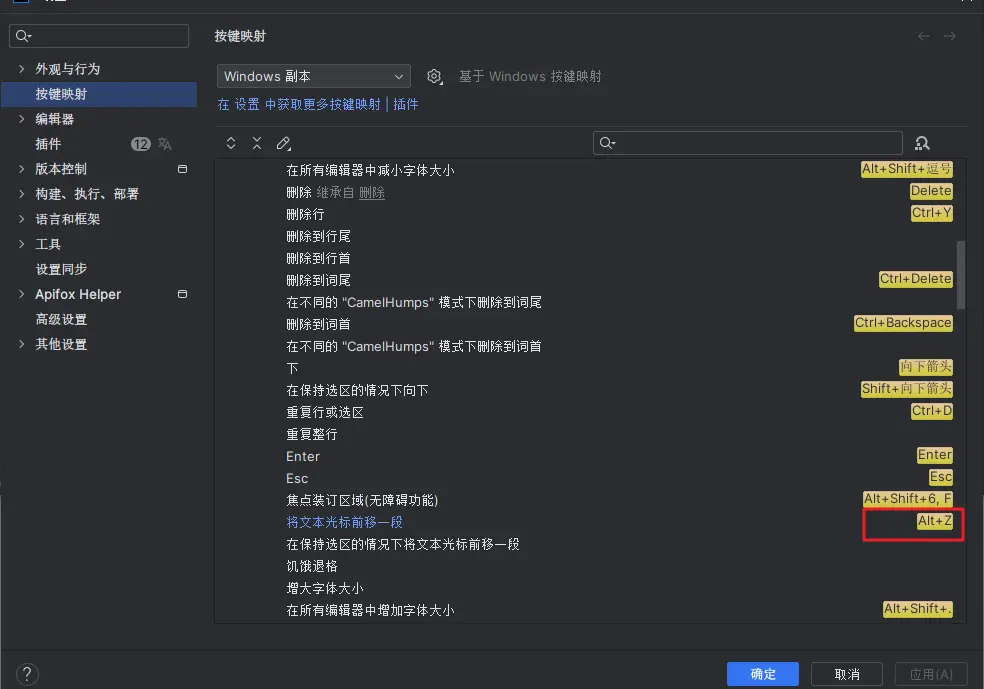 按键映射
Windows 副本
基于 Windows 按键映射
在 设置 中获取更多按键映射 | 插件
外观与行为
按键映射
编辑器
插件 12
版本控制
构建、执行、部署
语言和框架
工具
设置同步
Apifox Helper
高级设置
其他设置
在所有编辑器中减小字体大小 Alt+Shift+逗号
删除 继承自 删除 Delete
删除行 Ctrl+Y
删除到行尾
删除到行首
删除到词尾 Ctrl+Delete
在不同的 "CamelHumps" 模式下删除到词尾
删除到词首 Ctrl+Backspace
在不同的 "CamelHumps" 模式下删除到词首
下 向下箭头
在保持选区的情况下向下 Shift+向下箭头
重复行或选区 Ctrl+D
重复整行
Enter Enter
Esc Esc
焦点装订区域(无障碍功能) Alt+Shift+6, F
将文本光标前移一段 Alt+Z
在保持选区的情况下将文本光标前移一段
饥饿退格
增大字体大小
在所有编辑器中增加字体大小 Alt+Shift+.
?
确定 取消 应用(A)